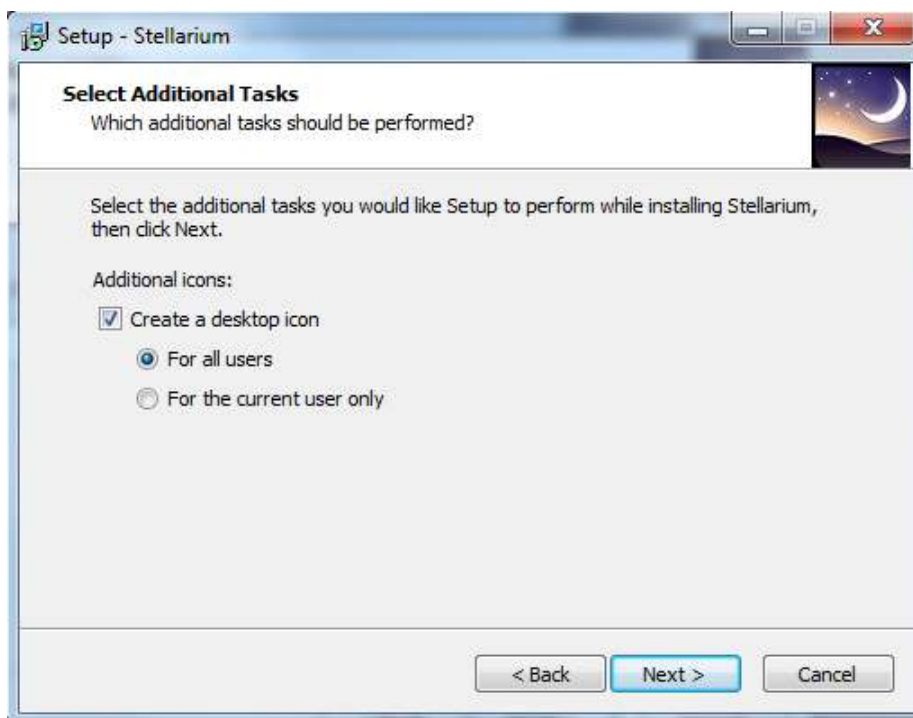 Setup - Stellarium
Select Additional Tasks
Which additional tasks should be performed?
Select the additional tasks you would like Setup to perform while installing Stellarium,
then click Next.
Additional icons:
Create a desktop icon
For all users
For the current user only
< Back Next > Cancel